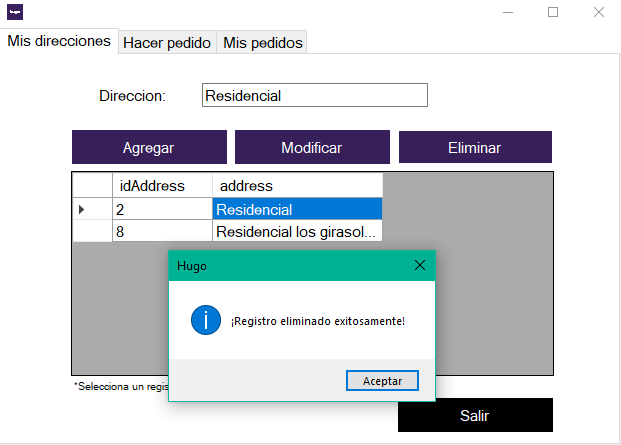 hugo
Mis direcciones Hacer pedido Mis pedidos
Direccion: Residencial
Agregar Modificar Eliminar
idAddress address
2 Residencial
8 Residencial los girasol...
Hugo
¡Registro eliminado exitosamente!
Aceptar
*Selecciona un regis
Salir